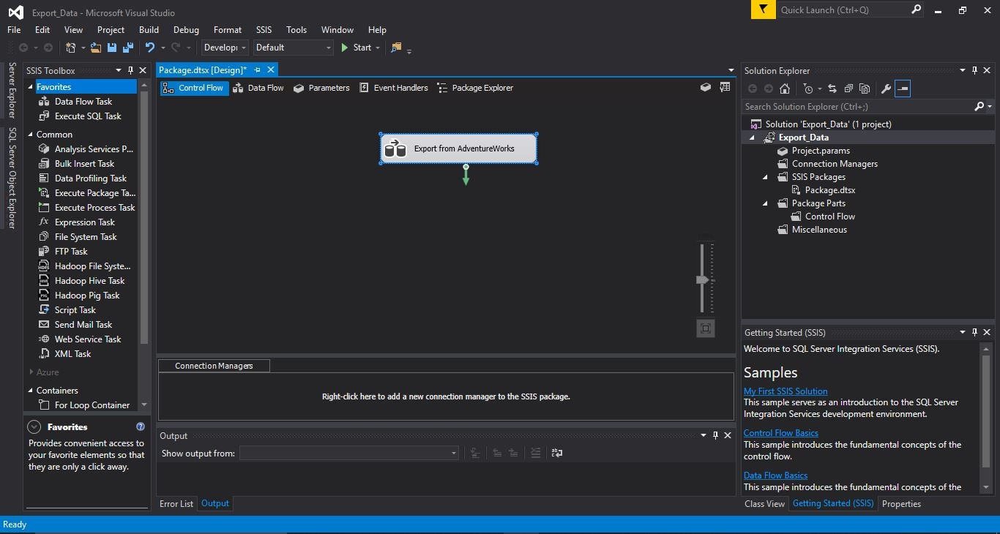 Export_Data - Microsoft Visual Studio
Quick Launch (Ctrl+Q)
File Edit View Project Build Debug Format SSIS Tools Window Help
Developı Default Start
Server Explorer
SQL Server Object Explorer
SSIS Toolbox
Favorites
Data Flow Task
Execute SQL Task
Common
Analysis Services P...
Bulk Insert Task
Data Profiling Task
Execute Package Ta...
Execute Process Task
Expression Task
File System Task
FTP Task
Hadoop File Syste...
Hadoop Hive Task
Hadoop Pig Task
Script Task
Send Mail Task
Web Service Task
XML Task
Azure
Containers
For Loop Container
Favorites
Provides convenient access to
your favorite elements so that
they are only a click away.
Package.dtsx [Design]*
Control Flow Data Flow Parameters Event Handlers Package Explorer
Export from AdventureWorks
Connection Managers
Right-click here to add a new connection manager to the SSIS package.
Output
Show output from:
Error List Output
Solution Explorer
Search Solution Explorer (Ctrl+;)
Solution 'Export_Data' (1 project)
Export_Data
Project.params
Connection Managers
SSIS Packages
Package.dtsx
Package Parts
Control Flow
Miscellaneous
Getting Started (SSIS)
Welcome to SQL Server Integration Services (SSIS).
Samples
My First SSIS Solution
This sample serves as an introduction to the SQL Server
Integration Services development environment.
Control Flow Basics
This sample introduces the fundamental concepts of the
control flow.
Data Flow Basics
This sample introduces the fundamental concepts of the
Class View Getting Started (SSIS) Properties
Ready